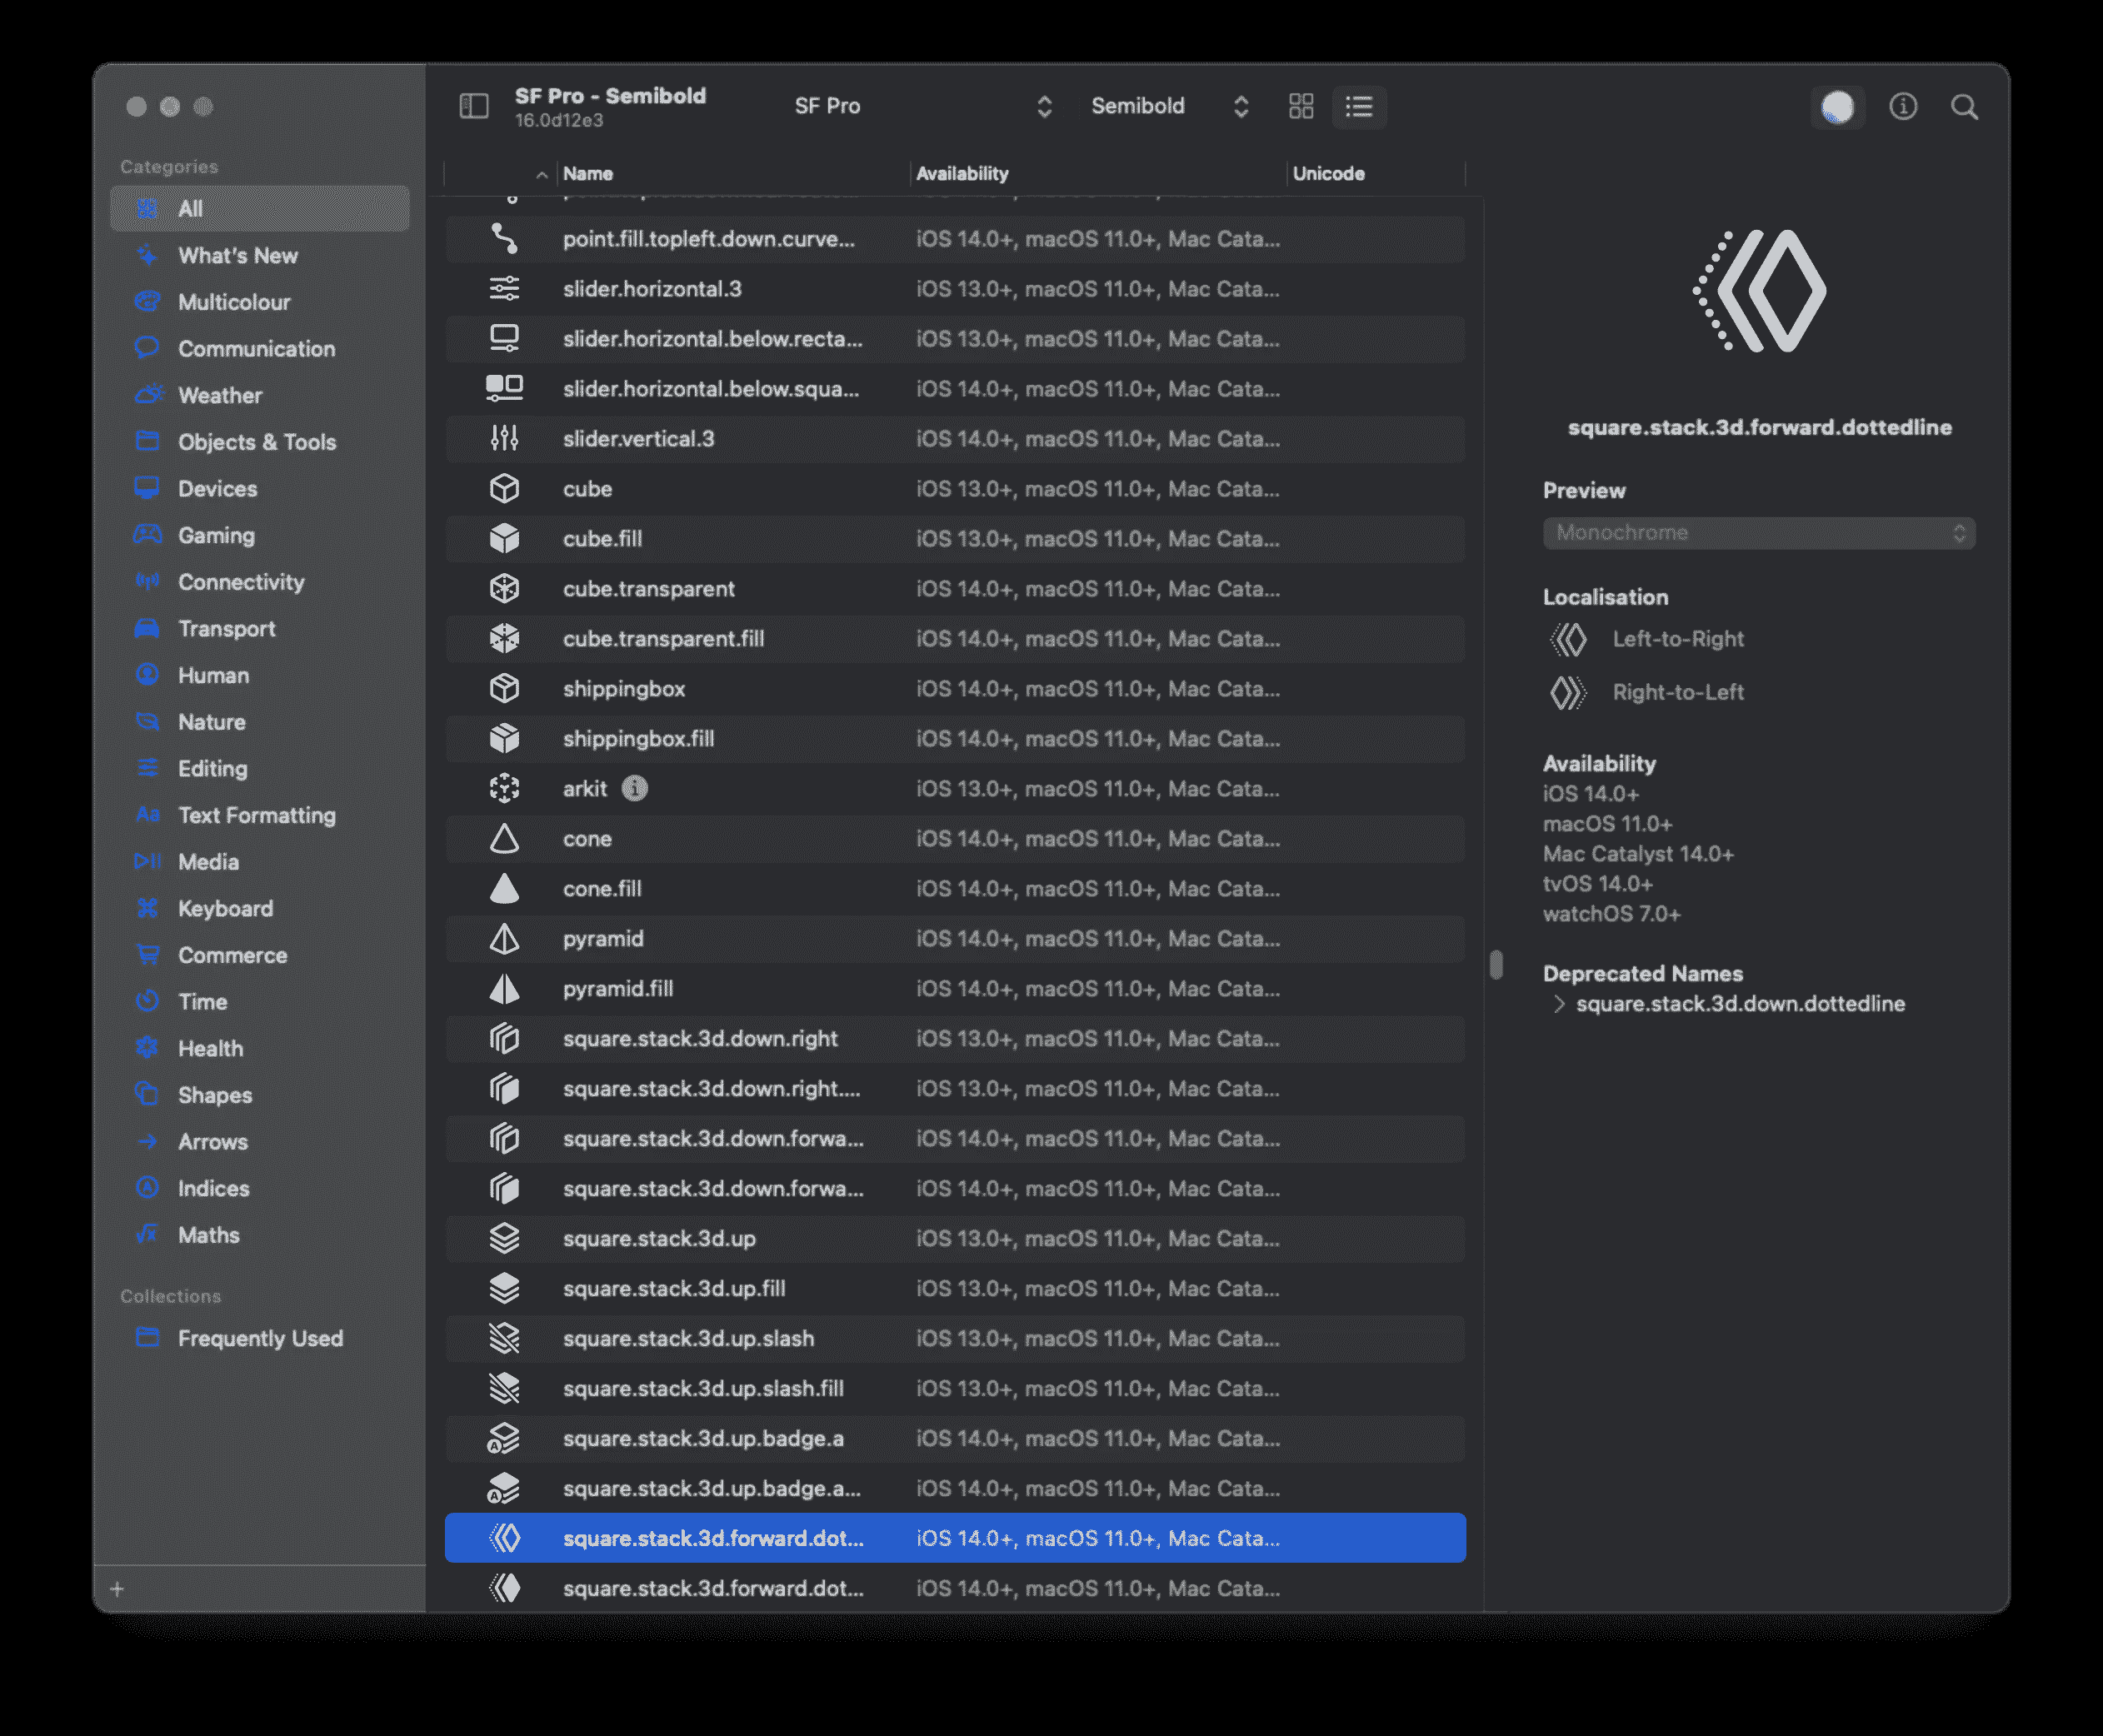 SF Pro - Semibold
16.0d12e3
SF Pro
Semibold
Categories
All
What's New
Multicolour
Communication
Weather
Objects & Tools
Devices
Gaming
Connectivity
Transport
Human
Nature
Editing
Aa Text Formatting
Media
Keyboard
Commerce
Time
Health
Shapes
Arrows
Indices
Maths
Collections
Frequently Used
+
Name Availability Unicode
point.fill.topleft.down.curve... iOS 14.0+, macOS 11.0+, Mac Cata...
slider.horizontal.3 iOS 13.0+, macOS 11.0+, Mac Cata...
slider.horizontal.below.recta... iOS 13.0+, macOS 11.0+, Mac Cata...
slider.horizontal.below.squa... iOS 14.0+, macOS 11.0+, Mac Cata...
slider.vertical.3 iOS 14.0+, macOS 11.0+, Mac Cata...
cube iOS 13.0+, macOS 11.0+, Mac Cata...
cube.fill iOS 13.0+, macOS 11.0+, Mac Cata...
cube.transparent iOS 14.0+, macOS 11.0+, Mac Cata...
cube.transparent.fill iOS 14.0+, macOS 11.0+, Mac Cata...
shippingbox iOS 14.0+, macOS 11.0+, Mac Cata...
shippingbox.fill iOS 14.0+, macOS 11.0+, Mac Cata...
arkit iOS 13.0+, macOS 11.0+, Mac Cata...
cone iOS 14.0+, macOS 11.0+, Mac Cata...
cone.fill iOS 14.0+, macOS 11.0+, Mac Cata...
pyramid iOS 14.0+, macOS 11.0+, Mac Cata...
pyramid.fill iOS 14.0+, macOS 11.0+, Mac Cata...
square.stack.3d.down.right iOS 13.0+, macOS 11.0+, Mac Cata...
square.stack.3d.down.right.... iOS 13.0+, macOS 11.0+, Mac Cata...
square.stack.3d.down.forwa... iOS 14.0+, macOS 11.0+, Mac Cata...
square.stack.3d.down.forwa... iOS 14.0+, macOS 11.0+, Mac Cata...
square.stack.3d.up iOS 13.0+, macOS 11.0+, Mac Cata...
square.stack.3d.up.fill iOS 13.0+, macOS 11.0+, Mac Cata...
square.stack.3d.up.slash iOS 13.0+, macOS 11.0+, Mac Cata...
square.stack.3d.up.slash.fill iOS 13.0+, macOS 11.0+, Mac Cata...
square.stack.3d.up.badge.a iOS 14.0+, macOS 11.0+, Mac Cata...
square.stack.3d.up.badge.a... iOS 14.0+, macOS 11.0+, Mac Cata...
square.stack.3d.forward.dot... iOS 14.0+, macOS 11.0+, Mac Cata...
square.stack.3d.forward.dot... iOS 14.0+, macOS 11.0+, Mac Cata...
square.stack.3d.forward.dottedline
Preview
Monochrome
Localisation
Left-to-Right
Right-to-Left
Availability
iOS 14.0+
macOS 11.0+
Mac Catalyst 14.0+
tvOS 14.0+
watchOS 7.0+
Deprecated Names
square.stack.3d.down.dottedline